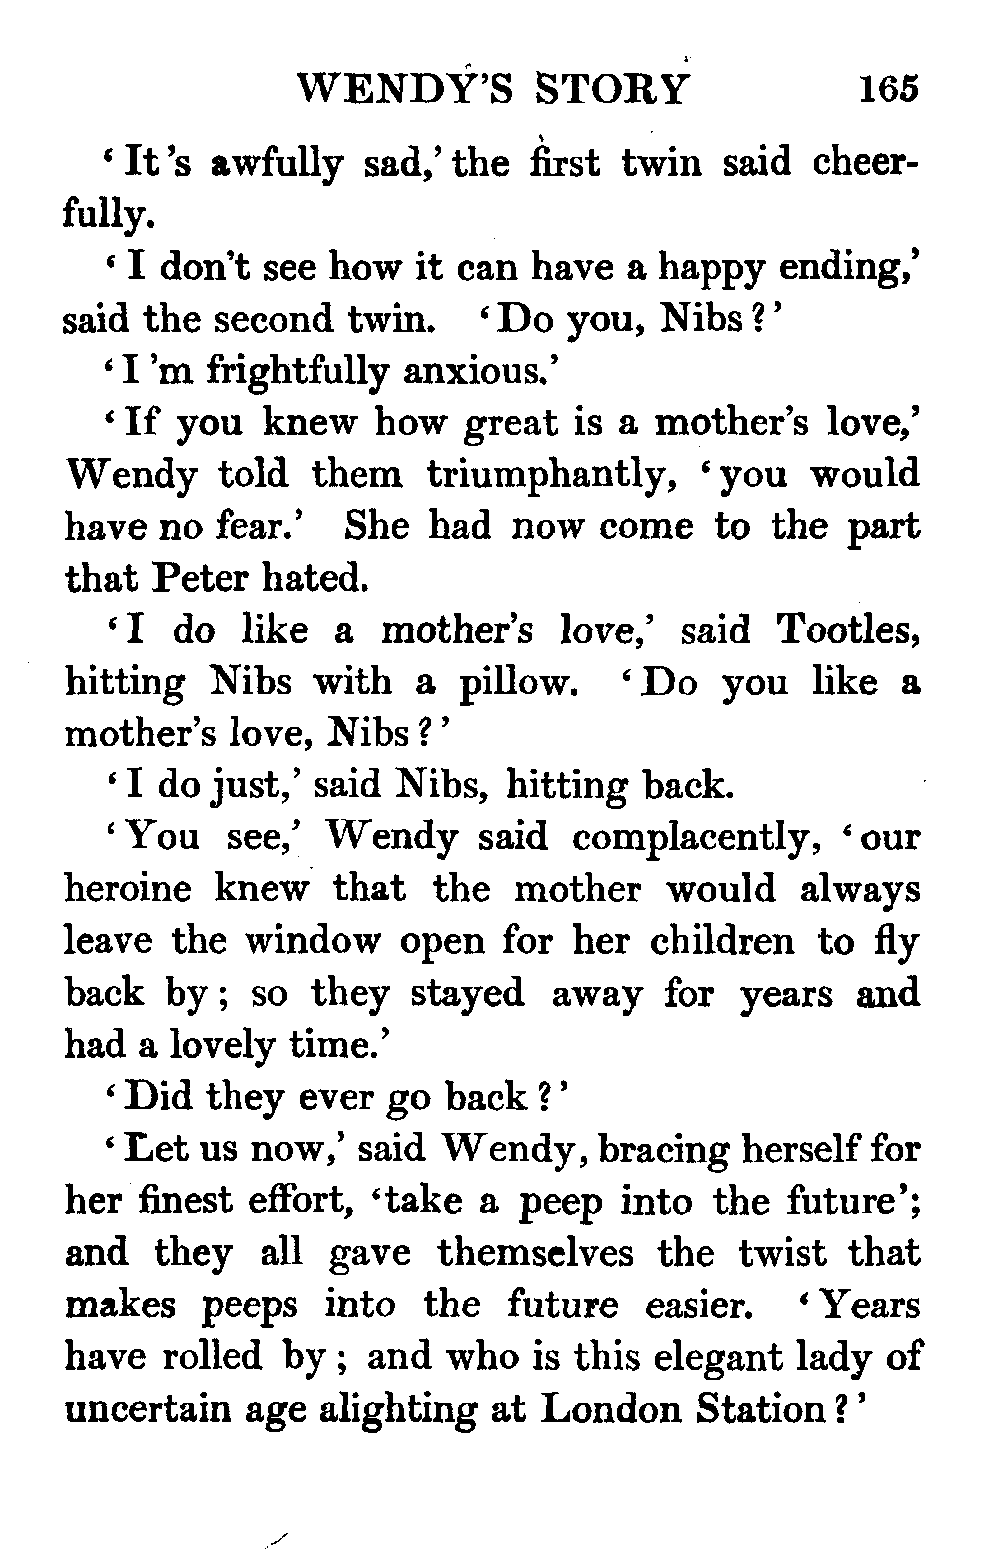 WENDY'S STORY 165
‘ It 's awfully sad,’ the first twin said cheer-
fully.
‘ I don't see how it can have a happy ending,’
said the second twin. ‘ Do you, Nibs ? ’
‘ I 'm frightfully anxious.’
‘ If you knew how great is a mother's love,’
Wendy told them triumphantly, ‘ you would
have no fear.’ She had now come to the part
that Peter hated.
‘ I do like a mother's love,’ said Tootles,
hitting Nibs with a pillow. ‘ Do you like a
mother's love, Nibs ? ’
‘ I do just,’ said Nibs, hitting back.
‘ You see,’ Wendy said complacently, ‘ our
heroine knew that the mother would always
leave the window open for her children to fly
back by ; so they stayed away for years and
had a lovely time.’
‘ Did they ever go back ? ’
‘ Let us now,’ said Wendy, bracing herself for
her finest effort, ‘take a peep into the future’;
and they all gave themselves the twist that
makes peeps into the future easier. ‘ Years
have rolled by ; and who is this elegant lady of
uncertain age alighting at London Station ? ’